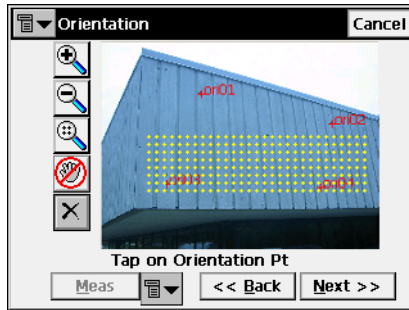 Orientation
Cancel
ori01
ori02
ori03
ori04
Tap on Orientation Pt
Meas
<< Back
Next >>